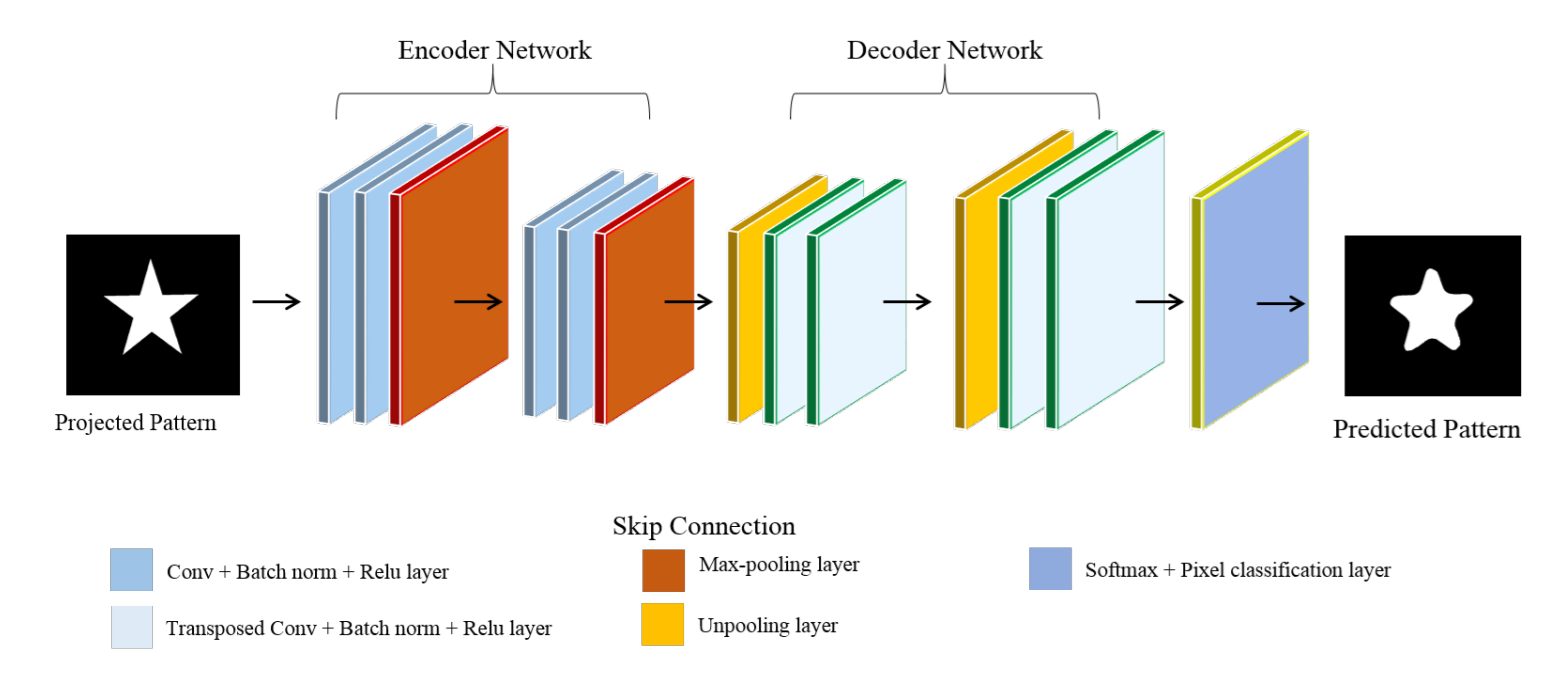 Encoder Network
Decoder Network
Projected Pattern
Predicted Pattern
Skip Connection
Conv + Batch norm + Relu layer
Max-pooling layer
Softmax + Pixel classification layer
Transposed Conv + Batch norm + Relu layer
Unpooling layer